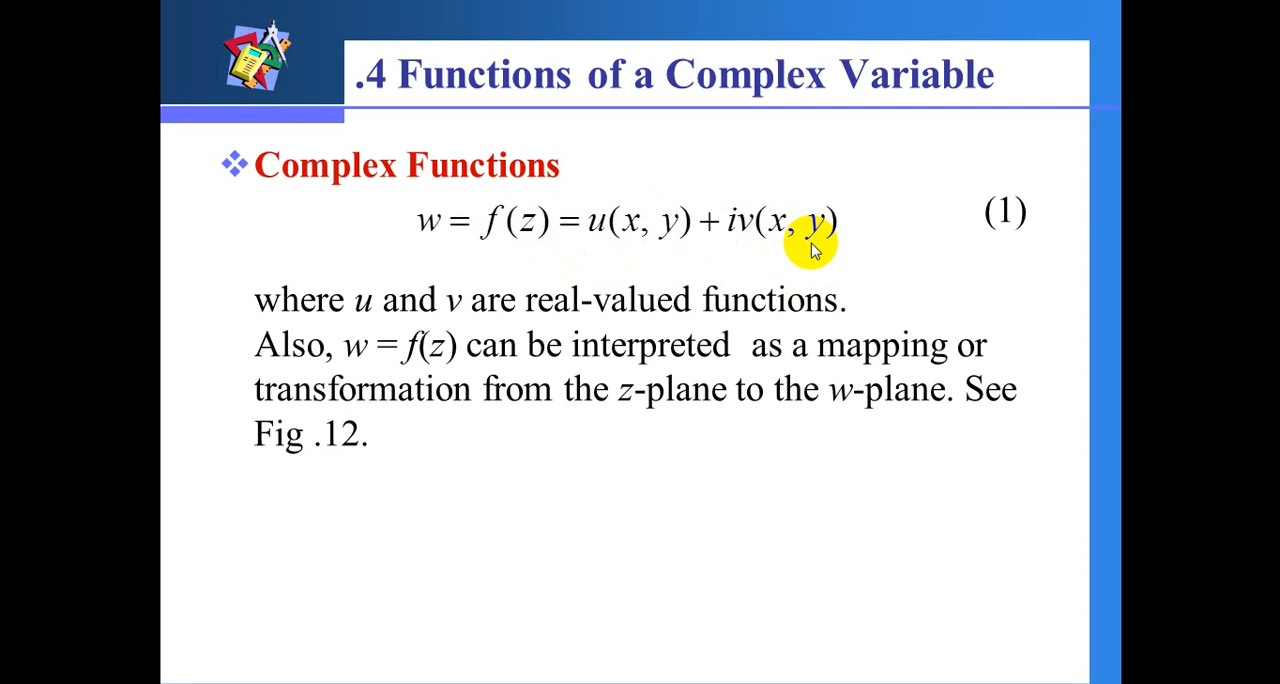 .4 Functions of a Complex Variable
Complex Functions
w = f(z) = u(x, y) + iv(x, y) (1)
where u and v are real-valued functions.
Also, w = f(z) can be interpreted as a mapping or
transformation from the z-plane to the w-plane. See
Fig .12.